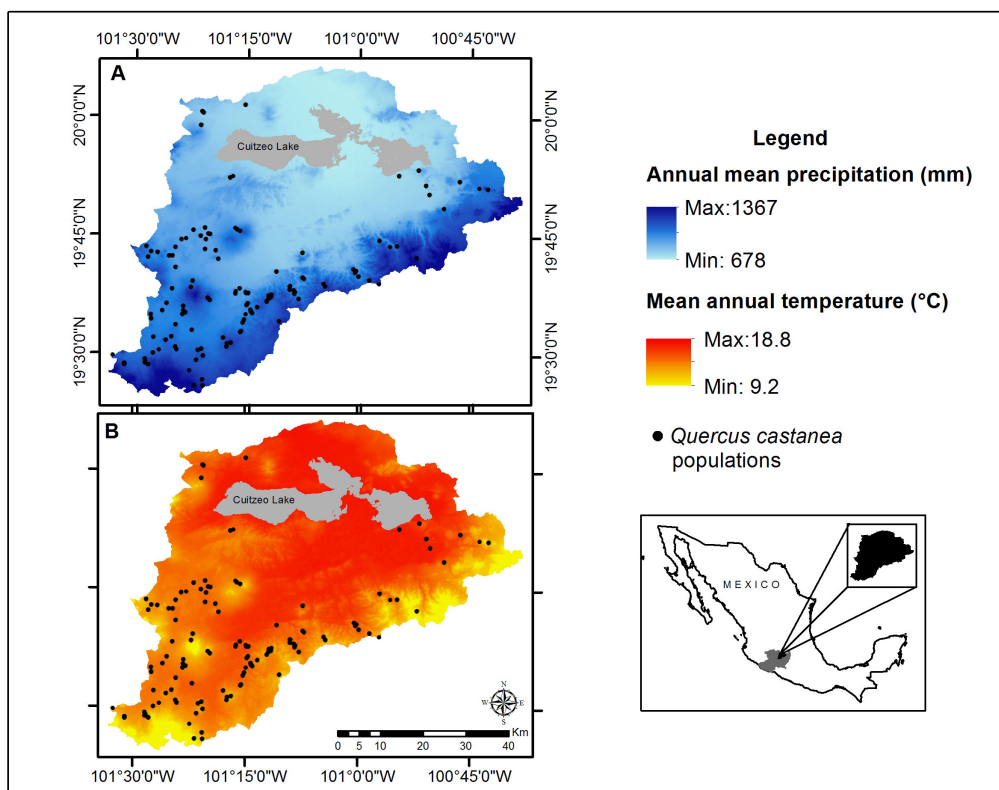 101°30'0"W 101°15'0"W 101°0'0"W 100°45'0"W
A
20°0'0"N
19°45'0"N
19°30'0"N
Cuitzeo Lake
20°0'0"N
19°45'0"N
19°30'0"N
B
Cuitzeo Lake
N
W E
S
Km
0 5 10 20 30 40
101°30'0"W 101°15'0"W 101°0'0"W 100°45'0"W
Legend
Annual mean precipitation (mm)
Max:1367
Min: 678
Mean annual temperature (°C)
Max:18.8
Min: 9.2
Quercus castanea
populations
MEXICO